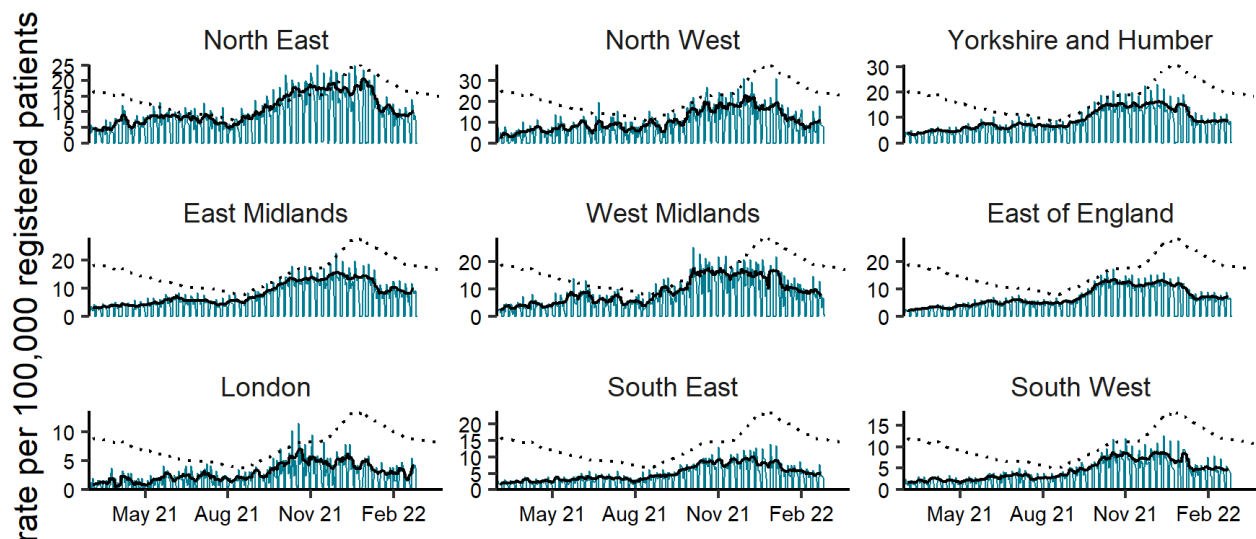 rate per 100,000 registered patients
North East
25
20
15
10
5
0
North West
30
20
10
0
Yorkshire and Humber
30
20
10
0
East Midlands
20
10
0
West Midlands
20
10
0
East of England
20
10
0
London
10
5
0
South East
20
15
10
5
0
South West
15
10
5
0
May 21 Aug 21 Nov 21 Feb 22
May 21 Aug 21 Nov 21 Feb 22
May 21 Aug 21 Nov 21 Feb 22